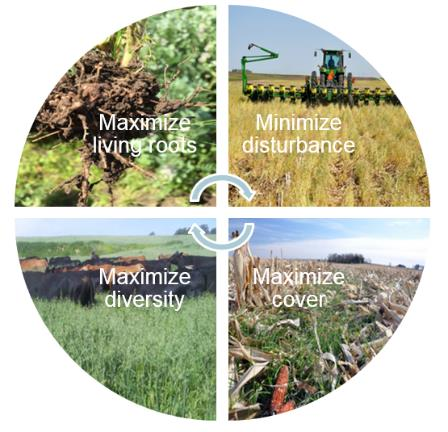 Maximize
living roots
Minimize
disturbance
Maximize
diversity
Maximize
cover